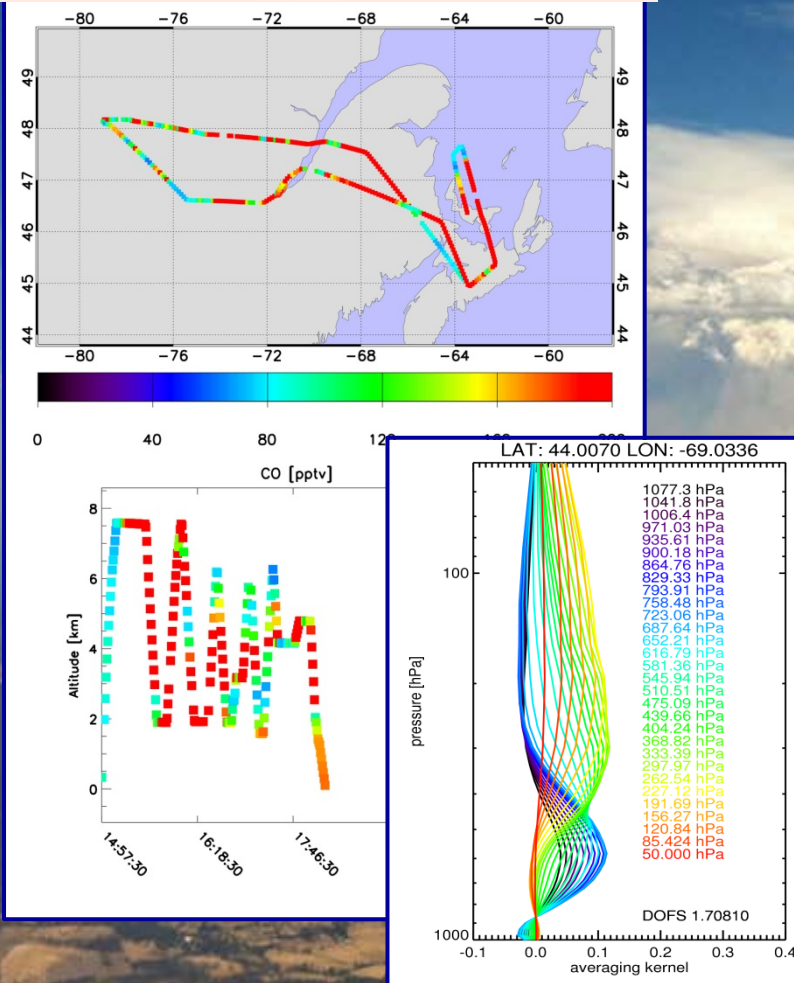 -80 -76 -72 -68 -64 -60
49 49
48 48
47 47
46 46
45 45
44 44
-80 -76 -72 -68 -64 -60
0 40 80
CO [pptv]
8
6
4
2
0
Altitude [km]
14:57:30 16:18:30 17:46:30
LAT: 44.0070 LON: -69.0336
1077.3 hPa
1041.8 hPa
1006.4 hPa
971.03 hPa
935.61 hPa
900.18 hPa
864.76 hPa
829.33 hPa
793.91 hPa
758.48 hPa
723.06 hPa
687.64 hPa
652.21 hPa
616.79 hPa
581.36 hPa
545.94 hPa
510.51 hPa
475.09 hPa
439.66 hPa
404.24 hPa
368.82 hPa
333.39 hPa
297.97 hPa
262.54 hPa
227.12 hPa
191.69 hPa
156.27 hPa
120.84 hPa
85.424 hPa
50.000 hPa
100
pressure [hPa]
DOFS 1.70810
1000
-0.1 0.0 0.1 0.2 0.3 0.4
averaging kernel